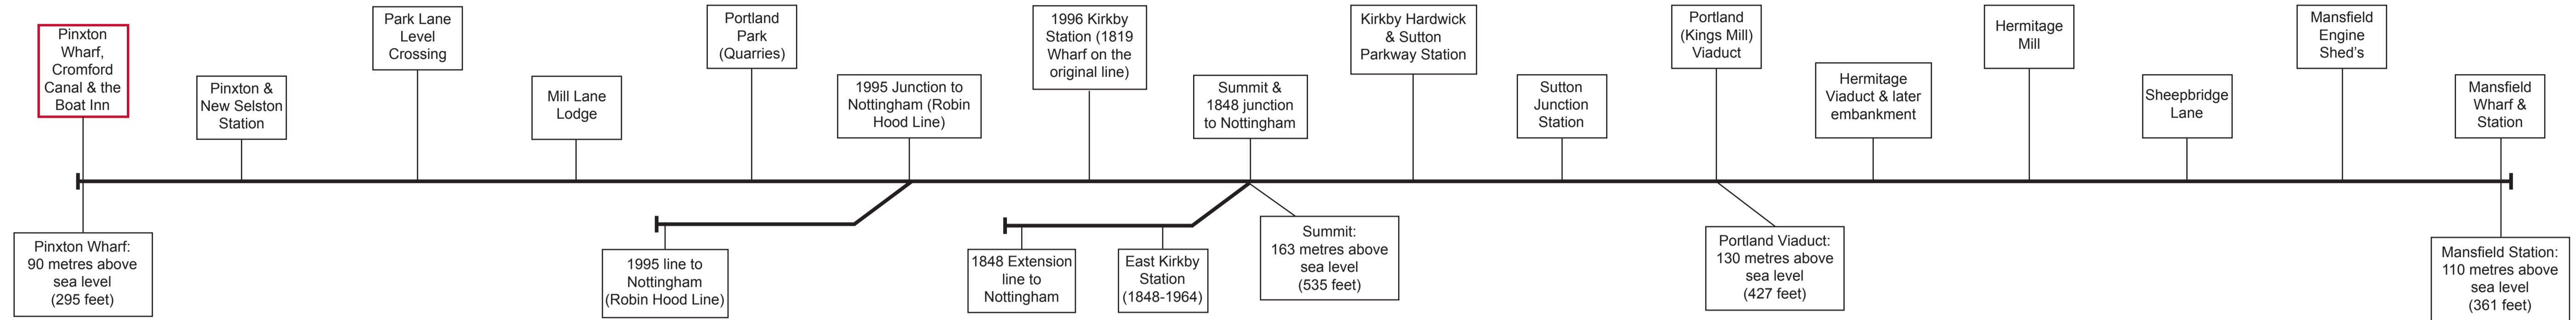 Pinxton
Wharf,
Cromford
Canal & the
Boat Inn
Pinxton &
New Selston
Station
Park Lane
Level
Crossing
Mill Lane
Lodge
Portland
Park
(Quarries)
1995 Junction to
Nottingham (Robin
Hood Line)
1996 Kirkby
Station (1819
Wharf on the
original line)
Summit &
1848 junction
to Nottingham
Kirkby Hardwick
& Sutton
Parkway Station
Sutton
Junction
Station
Portland
(Kings Mill)
Viaduct
Hermitage
Viaduct & later
embankment
Hermitage
Mill
Sheepbridge
Lane
Mansfield
Engine
Shed's
Mansfield
Wharf &
Station
Pinxton Wharf:
90 metres above
sea level
(295 feet)
1995 line to
Nottingham
(Robin Hood Line)
1848 Extension
line to
Nottingham
East Kirkby
Station
(1848-1964)
Summit:
163 metres above
sea level
(535 feet)
Portland Viaduct:
130 metres above
sea level
(427 feet)
Mansfield Station:
110 metres above
sea level
(361 feet)